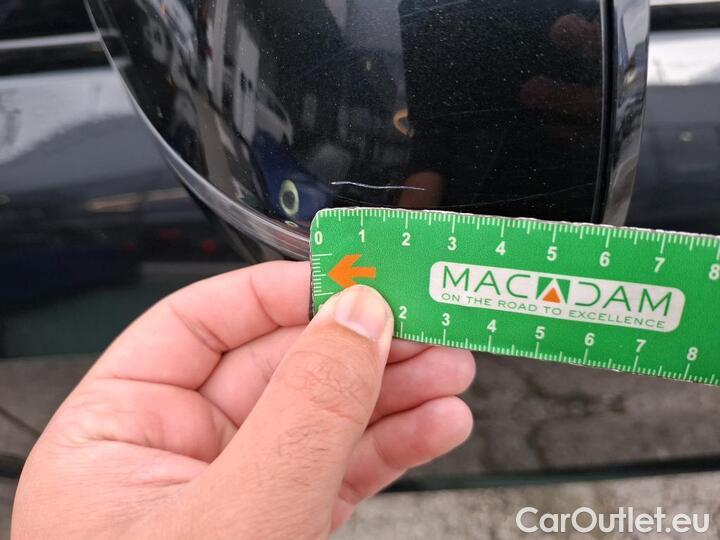 0 1 2 3 4 5 6 7 8
MACADAM
ON THE ROAD TO EXCELLENCE
2 3 4 5 6 7 8
CarOutlet.eu